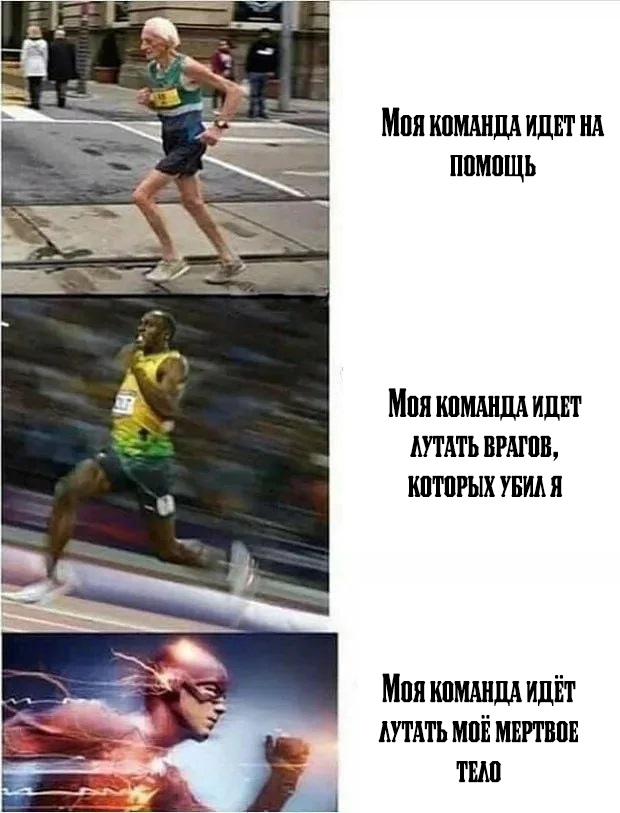 Моя команда идет на
помощь
Моя команда идет
лутать врагов,
которых убил я
Моя команда идёт
лутать моё мертвое
тело